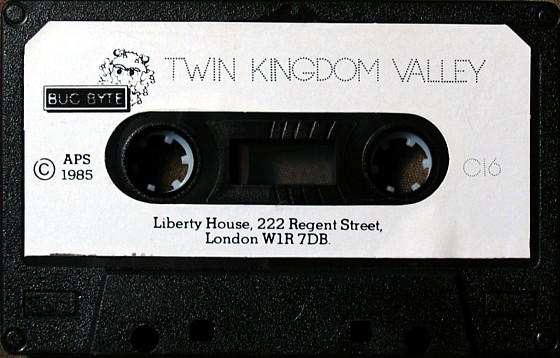 TWIN KINGDOM VALLEY
BUG BYTE
© APS
1985
C16
Liberty House, 222 Regent Street,
London W1R 7DB.